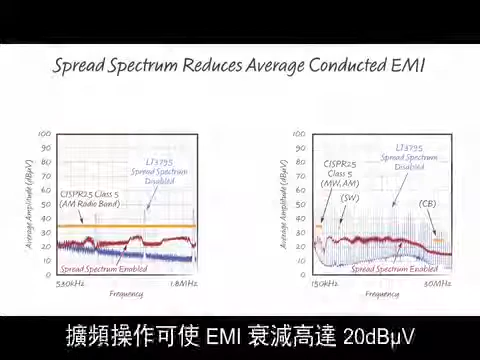 Spread Spectrum Reduces Average Conducted EMI
Average Amplitude (dBµV)
100
90
80
70
60
50
40
30
20
10
0
LT3795
Spread Spectrum
Disabled
CISPR25 Class 5
(AM Radio Band)
Spread Spectrum Enabled
530kHz
1.8MHz
Frequency
Average Amplitude (dBµV)
100
90
80
70
60
50
40
30
20
10
0
LT3795
Spread Spectrum
Disabled
CISPR25
Class 5
(MW, AM)
(SW)
(CB)
Spread Spectrum Enabled
150kHz
30MHz
Frequency
擴頻操作可使 EMI 衰減高達 20dBµV